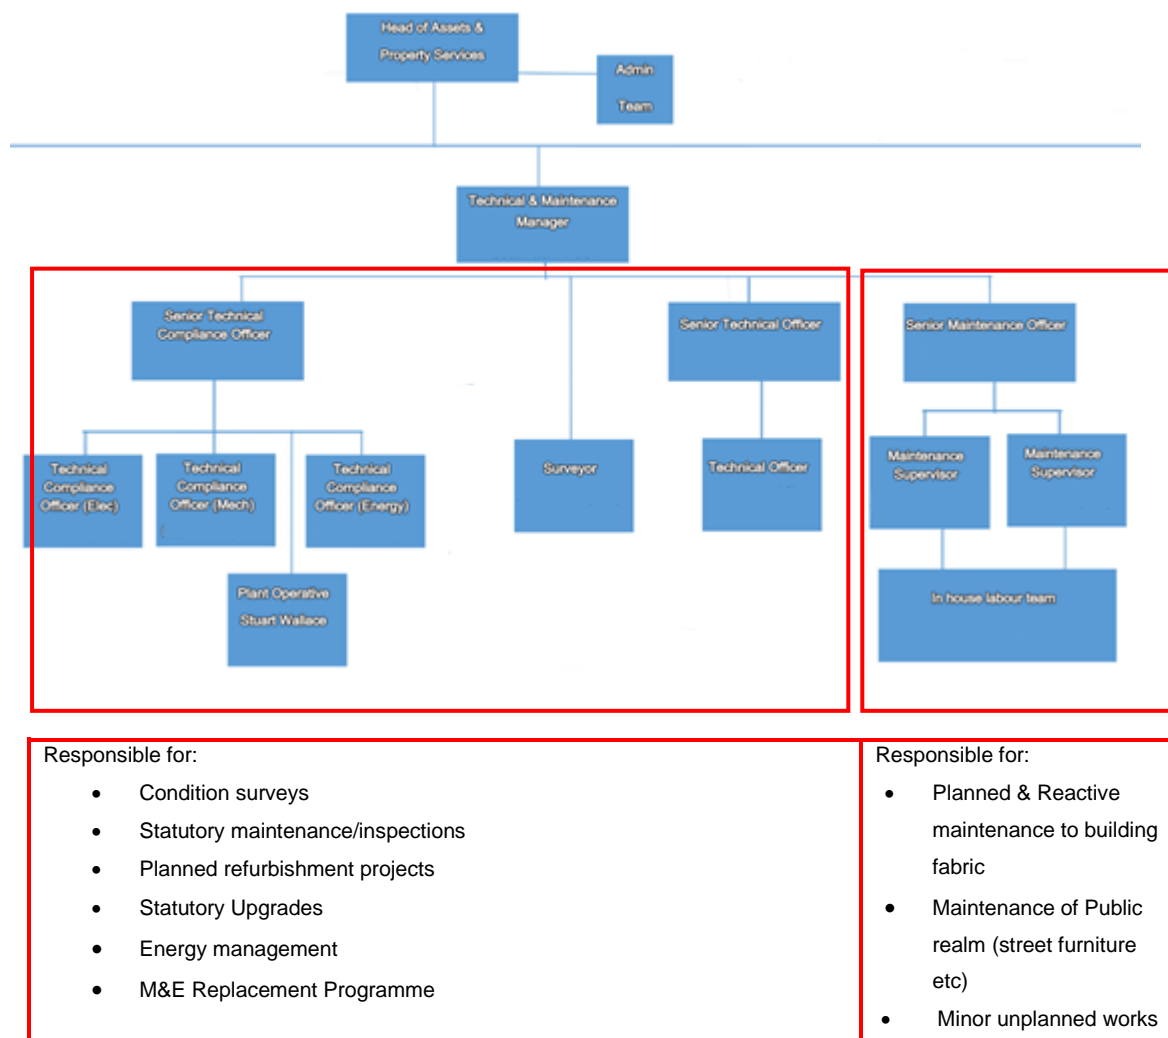 Head of Assets &
Property Services
Admin
Team
Technical & Maintenance
Manager
Senior Technical
Compliance Officer
Senior Technical Officer
Senior Maintenance Officer
Technical
Compliance
Officer (Elec)
Technical
Compliance
Officer (Mech)
(
Technical
Compliance
Officer (Energy)
Surveyor
Technical Officer
Maintenance
Supervisor
Maintenance
Supervisor
Plant Operative
Stuart Wallace
In house labour team
Responsible for:
• Condition surveys
• Statutory maintenance/inspections
• Planned refurbishment projects
• Statutory Upgrades
• Energy management
• M&E Replacement Programme
Responsible for:
• Planned & Reactive
maintenance to building
fabric
• Maintenance of Public
realm (street furniture
etc)
• Minor unplanned works